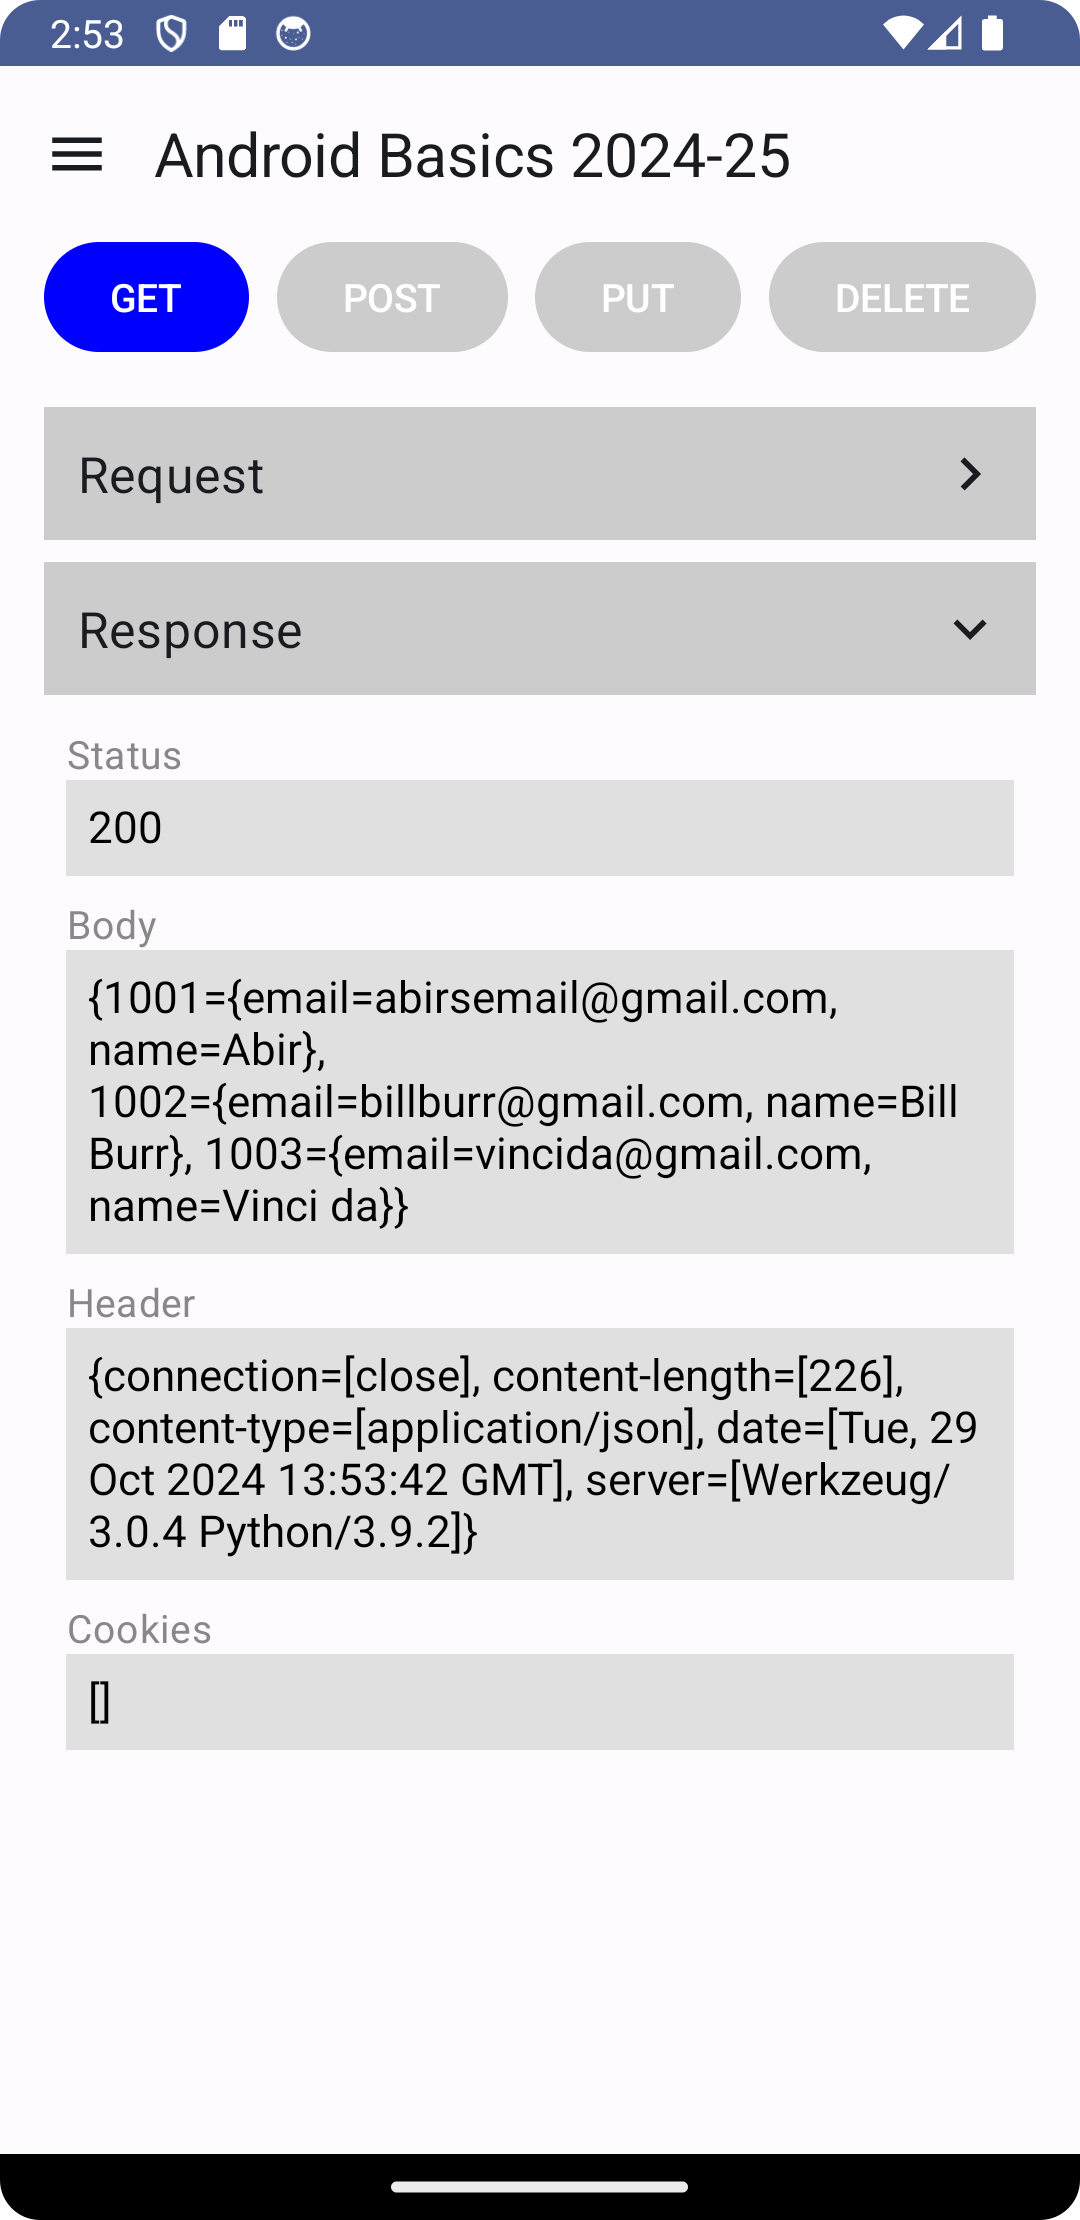 2:53
Android Basics 2024-25
GET POST PUT DELETE
Request
Response
Status
200
Body
{1001={email=abirsemail@gmail.com,
name=Abir},
1002={email=billburr@gmail.com, name=Bill
Burr}, 1003={email=vincida@gmail.com,
name=Vinci da}}
Header
{connection=[close], content-length=[226],
content-type=[application/json], date=[Tue, 29
Oct 2024 13:53:42 GMT], server=[Werkzeug/
3.0.4 Python/3.9.2]}
Cookies
[]